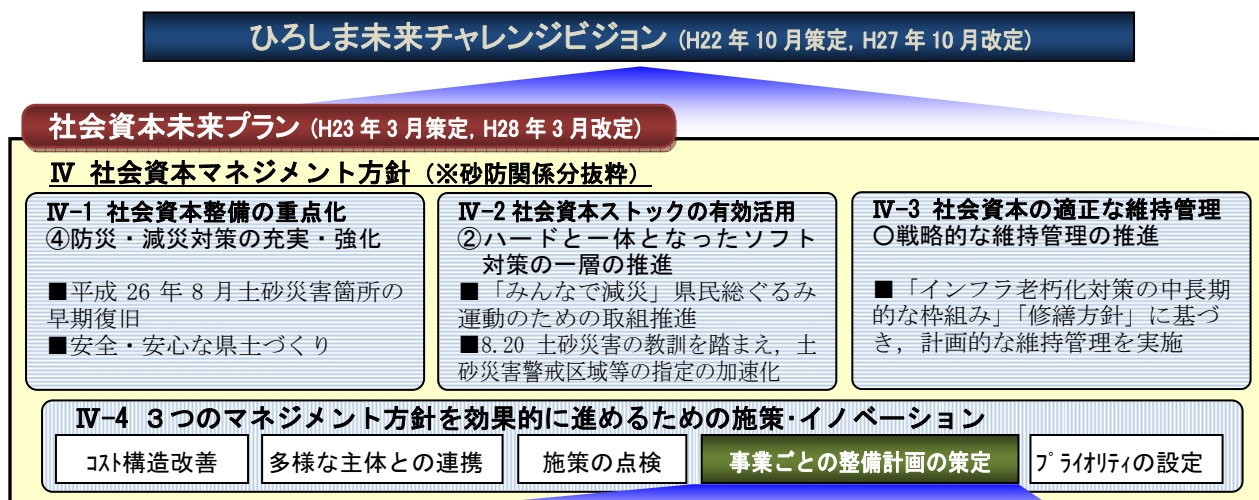 ひろしま未来チャレンジビジョン (H22年10月策定, H27年10月改定)
社会資本未来プラン (H23年3月策定, H28年3月改定)
Ⅳ 社会資本マネジメント方針（※砂防関係分抜粋）
Ⅳ-1 社会資本整備の重点化
④防災・減災対策の充実・強化
■平成 26 年 8 月土砂災害箇所の
早期復旧
■安全・安心な県土づくり
Ⅳ-2 社会資本ストックの有効活用
②ハードと一体となったソフト
対策の一層の推進
■「みんなで減災」県民総ぐるみ
運動のための取組推進
■8.20 土砂災害の教訓を踏まえ，土
砂災害警戒区域等の指定の加速化
Ⅳ-3 社会資本の適正な維持管理
○戦略的な維持管理の推進
■「インフラ老朽化対策の中長期
的な枠組み」「修繕方針」に基づ
き，計画的な維持管理を実施
Ⅳ-4 ３つのマネジメント方針を効果的に進めるための施策・イノベーション
ｺｽﾄ構造改善
多様な主体との連携
施策の点検
事業ごとの整備計画の策定
ﾌﾟﾗｲｵﾘﾃｨの設定